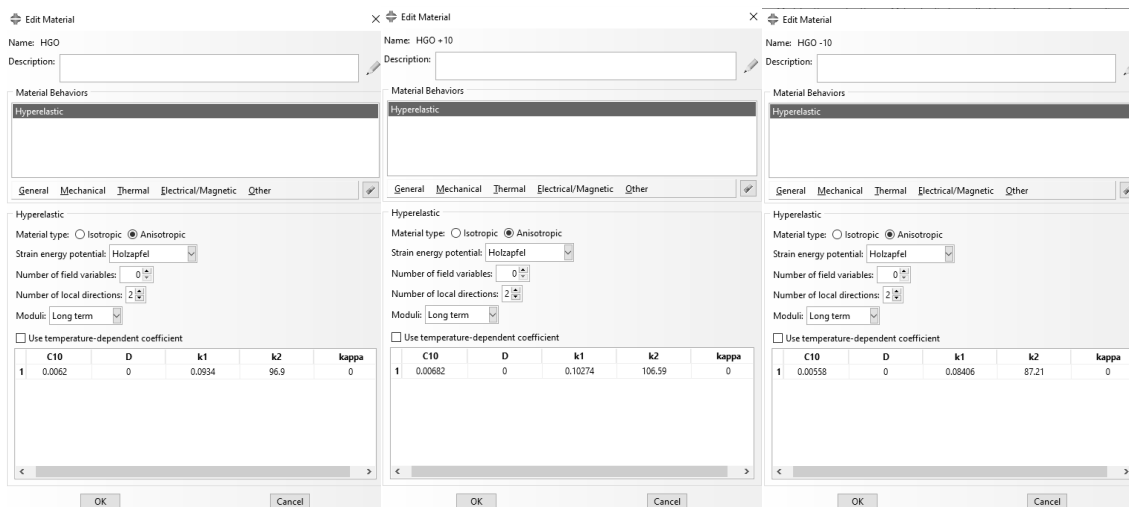 Edit Material
Name: HGO
Description:
Material Behaviors
Hyperelastic
General Mechanical Thermal Electrical/Magnetic Other
Hyperelastic
Material type: Isotropic Anisotropic
Strain energy potential: Holzapfel
Number of field variables: 0
Number of local directions: 2
Moduli: Long term
Use temperature-dependent coefficient
C10 D k1 k2 kappa
1 0.0062 0 0.0934 96.9 0
OK Cancel
Edit Material
Name: HGO +10
Description:
Material Behaviors
Hyperelastic
General Mechanical Thermal Electrical/Magnetic Other
Hyperelastic
Material type: Isotropic Anisotropic
Strain energy potential: Holzapfel
Number of field variables: 0
Number of local directions: 2
Moduli: Long term
Use temperature-dependent coefficient
C10 D k1 k2 kappa
1 0.00682 0 0.10274 106.59 0
OK Cancel
Edit Material
Name: HGO -10
Description:
Material Behaviors
Hyperelastic
General Mechanical Thermal Electrical/Magnetic Other
Hyperelastic
Material type: Isotropic Anisotropic
Strain energy potential: Holzapfel
Number of field variables: 0
Number of local directions: 2
Moduli: Long term
Use temperature-dependent coefficient
C10 D k1 k2 kappa
1 0.00558 0 0.08406 87.21 0
OK Cancel